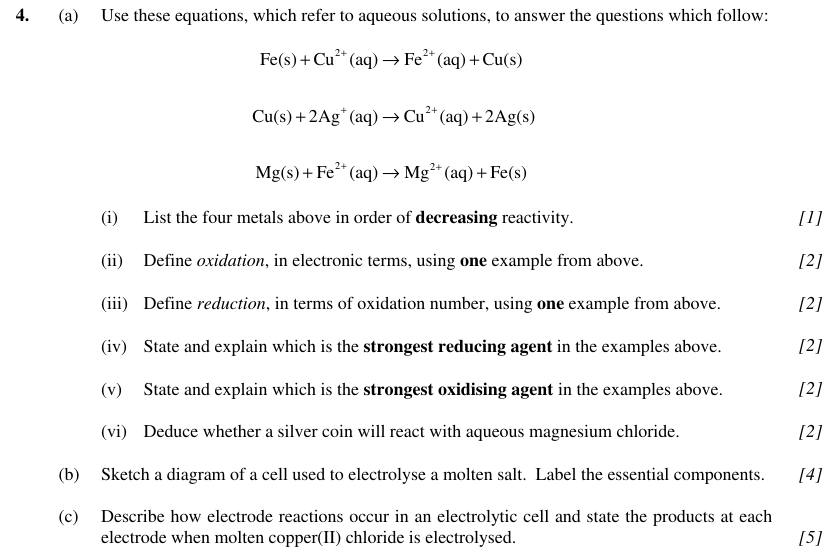 4. (a) Use these equations, which refer to aqueous solutions, to answer the questions which follow:
Fe(s) + Cu²⁺(aq) → Fe²⁺(aq) + Cu(s)
Cu(s) + 2Ag⁺(aq) → Cu²⁺(aq) + 2Ag(s)
Mg(s) + Fe²⁺(aq) → Mg²⁺(aq) + Fe(s)
(i) List the four metals above in order of decreasing reactivity. [1]
(ii) Define oxidation, in electronic terms, using one example from above. [2]
(iii) Define reduction, in terms of oxidation number, using one example from above. [2]
(iv) State and explain which is the strongest reducing agent in the examples above. [2]
(v) State and explain which is the strongest oxidising agent in the examples above. [2]
(vi) Deduce whether a silver coin will react with aqueous magnesium chloride. [2]
(b) Sketch a diagram of a cell used to electrolyse a molten salt. Label the essential components. [4]
(c) Describe how electrode reactions occur in an electrolytic cell and state the products at each
electrode when molten copper(II) chloride is electrolysed. [5]